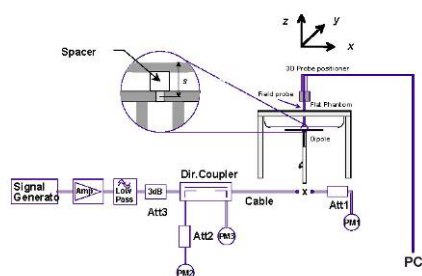 z
y
x
Spacer
s
3D Probe positioner
Field probe
Flat Phantom
Dipole
Signal
Generato
Amp
Low
Pass
3dB
Att3
Dir.Coupler
Cable
x
Att1
PM1
Att2
PM3
PM2
PC